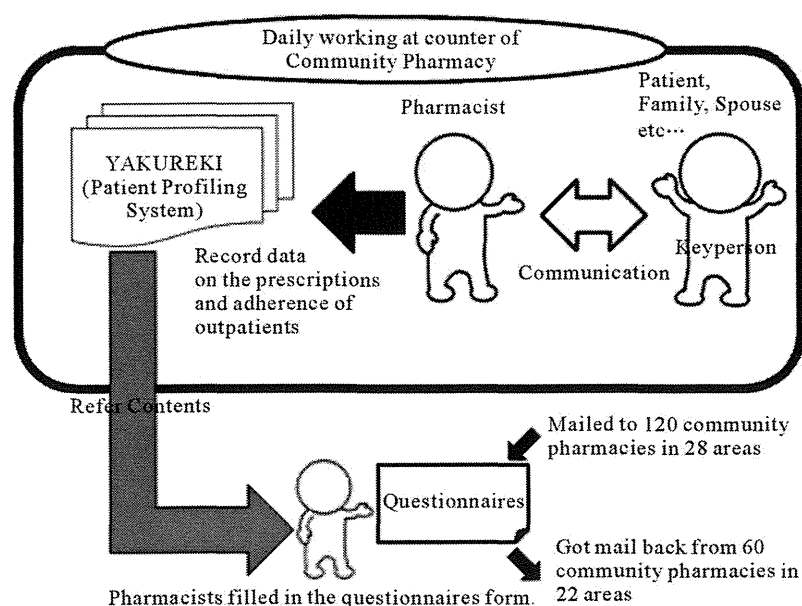 Daily working at counter of
Community Pharmacy
Patient,
Family, Spouse
etc···
Pharmacist
YAKUREKI
(Patient Profiling
System)
Keyperson
Communication
Record data
on the prescriptions
and adherence of
outpatients
Refer Contents
Mailed to 120 community
pharmacies in 28 areas
Questionnaires
Got mail back from 60
community pharmacies in
22 areas
Pharmacists filled in the questionnaires form.